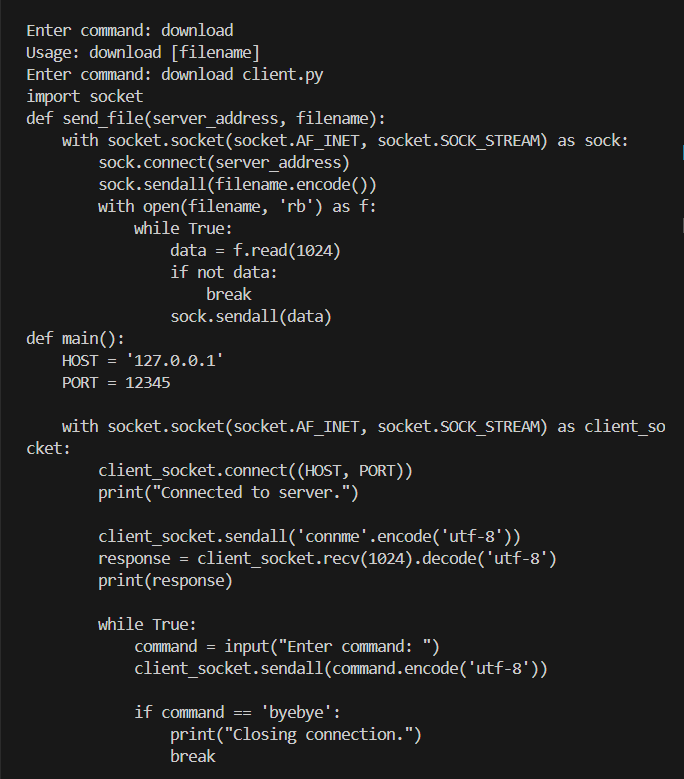 Enter command: download
Usage: download [filename]
Enter command: download client.py
import socket
def send_file(server_address, filename):
    with socket.socket(socket.AF_INET, socket.SOCK_STREAM) as sock:
        sock.connect(server_address)
        sock.sendall(filename.encode())
        with open(filename, 'rb') as f:
            while True:
                data = f.read(1024)
                if not data:
                    break
                sock.sendall(data)
def main():
    HOST = '127.0.0.1'
    PORT = 12345

    with socket.socket(socket.AF_INET, socket.SOCK_STREAM) as client_so
cket:
        client_socket.connect((HOST, PORT))
        print("Connected to server.")

        client_socket.sendall('connme'.encode('utf-8'))
        response = client_socket.recv(1024).decode('utf-8')
        print(response)

        while True:
            command = input("Enter command: ")
            client_socket.sendall(command.encode('utf-8'))

            if command == 'byebye':
                print("Closing connection.")
                break